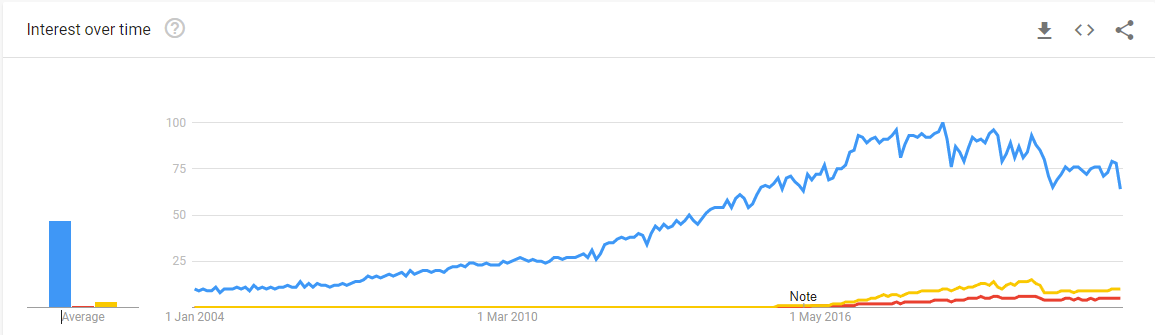 Interest over time
100
75
50
25
Note
Average
1 Jan 2004
1 Mar 2010
1 May 2016